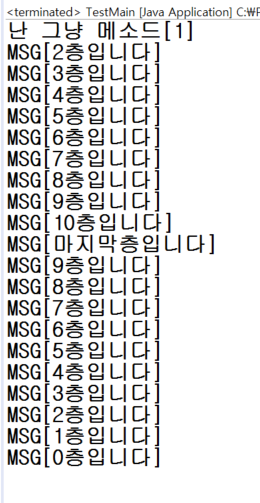 <terminated> TestMain [Java Application] C:₩P
난 그냥 메소드[1]
MSG[2층입니다]
MSG[3층입니다]
MSG[4층입니다]
MSG[5층입니다]
MSG[6층입니다]
MSG[7층입니다]
MSG[8층입니다]
MSG[9층입니다]
MSG[10층입니다]
MSG[마지막층입니다]
MSG[9층입니다]
MSG[8층입니다]
MSG[7층입니다]
MSG[6층입니다]
MSG[5층입니다]
MSG[4층입니다]
MSG[3층입니다]
MSG[2층입니다]
MSG[1층입니다]
MSG[0층입니다]